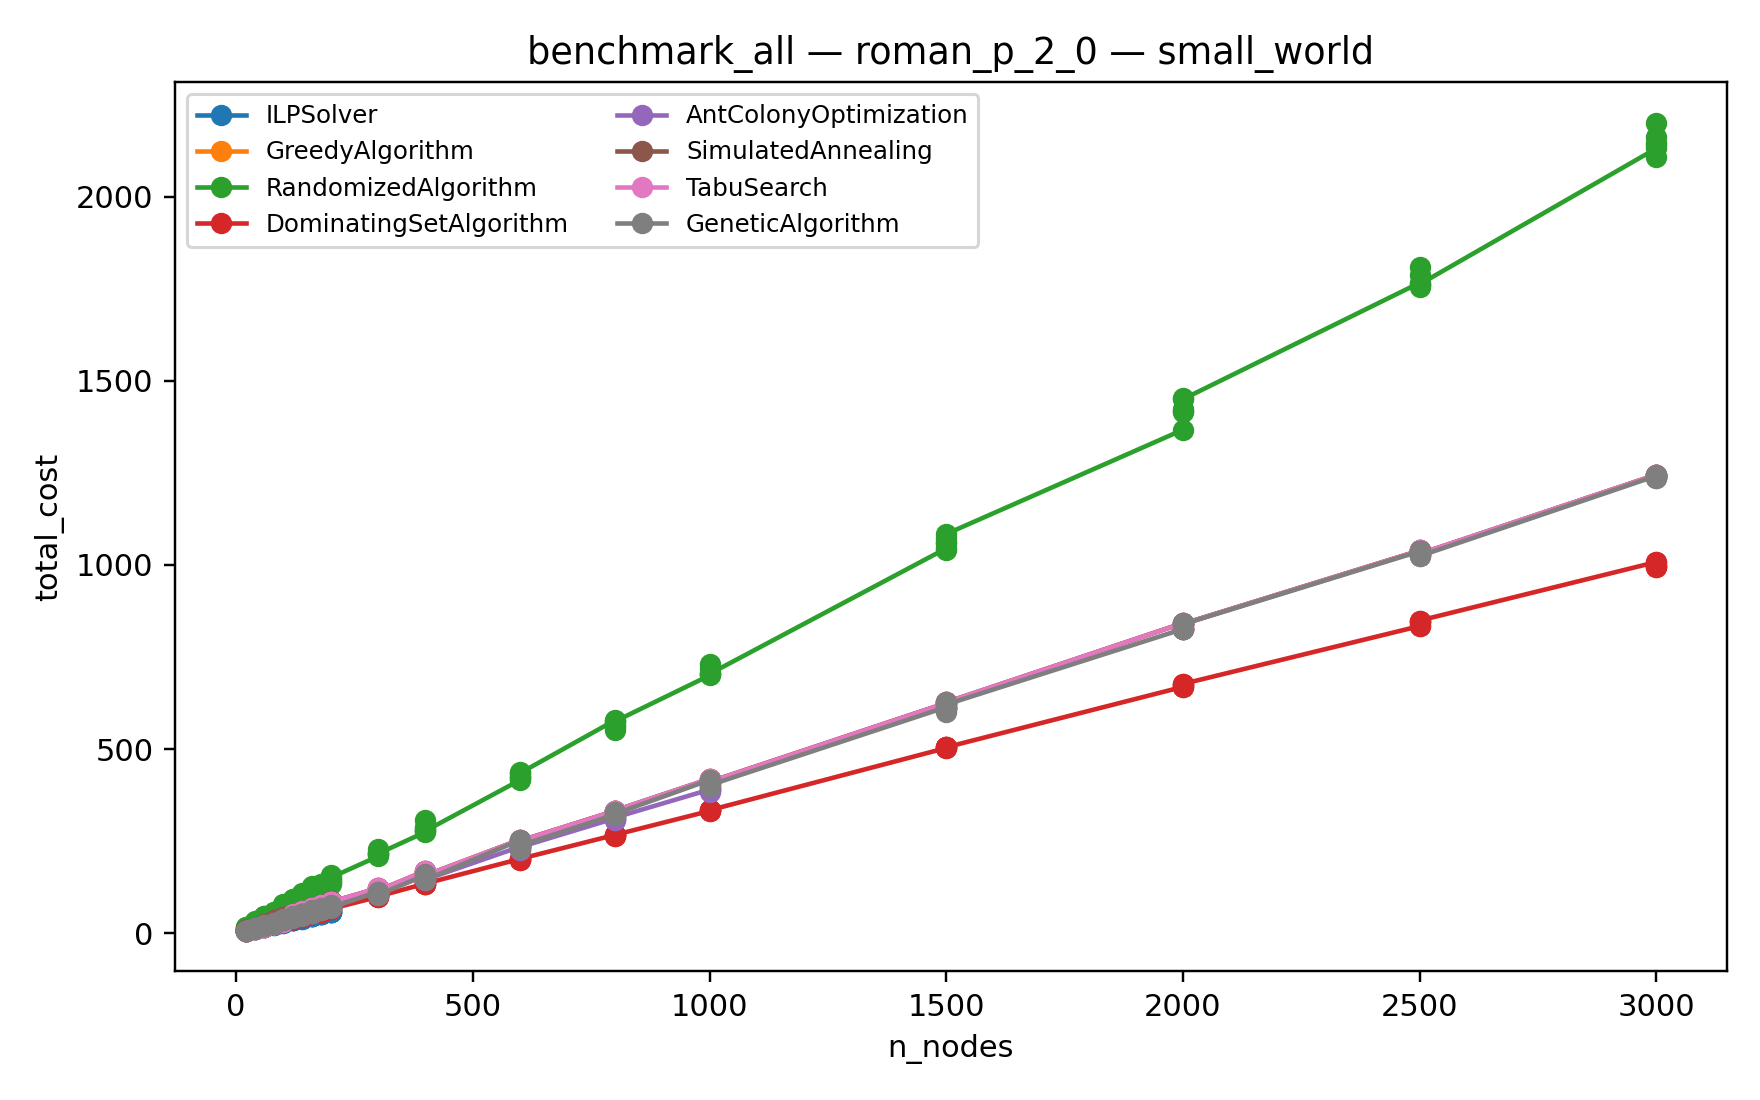 benchmark_all — roman_p_2_0 — small_world
ILPSolver
GreedyAlgorithm
RandomizedAlgorithm
DominatingSetAlgorithm
AntColonyOptimization
SimulatedAnnealing
TabuSearch
GeneticAlgorithm
total_cost
2000
1500
1000
500
0
0 500 1000 1500 2000 2500 3000
n_nodes